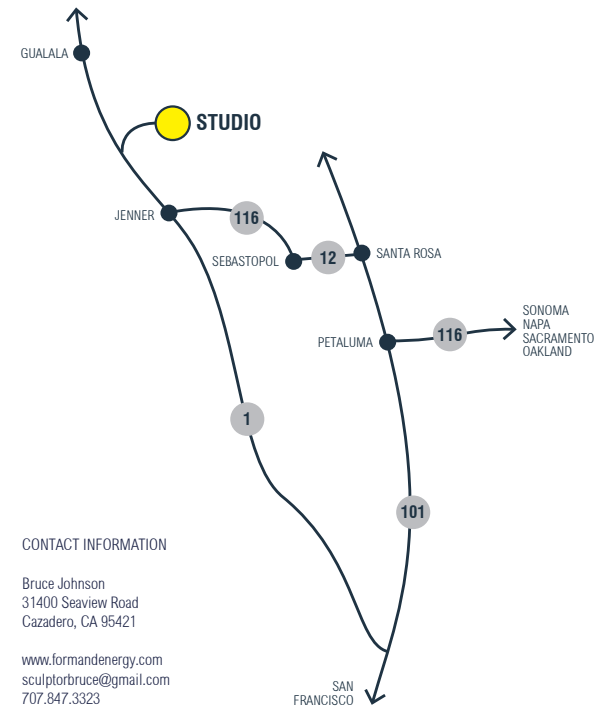 GUALALA
STUDIO
JENNER
116
SEBASTOPOL
12
SANTA ROSA
PETALUMA
116
SONOMA
NAPA
SACRAMENTO
OAKLAND
1
101
CONTACT INFORMATION
Bruce Johnson
31400 Seaview Road
Cazadero, CA 95421
www.formandenergy.com
sculptorbruce@gmail.com
707.847.3323
SAN
FRANCISCO